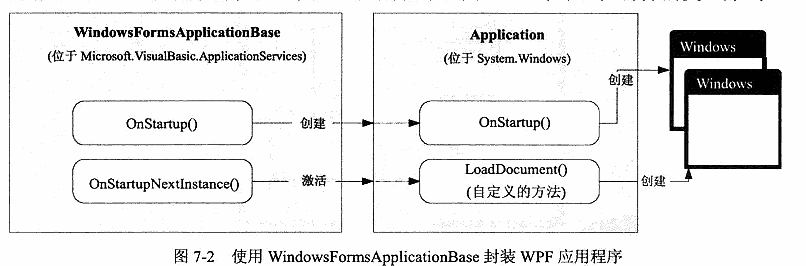 WindowsFormsApplicationBase
(位于 Microsoft.VisualBasic.ApplicationServices)
Application
(位于 System.Windows)
Windows
Windows
创建
OnStartup()
创建
OnStartup()
OnStartupNextInstance()
激活
LoadDocument()
(自定义的方法)
创建
图 7-2 使用 WindowsFormsApplicationBase 封装 WPF 应用程序